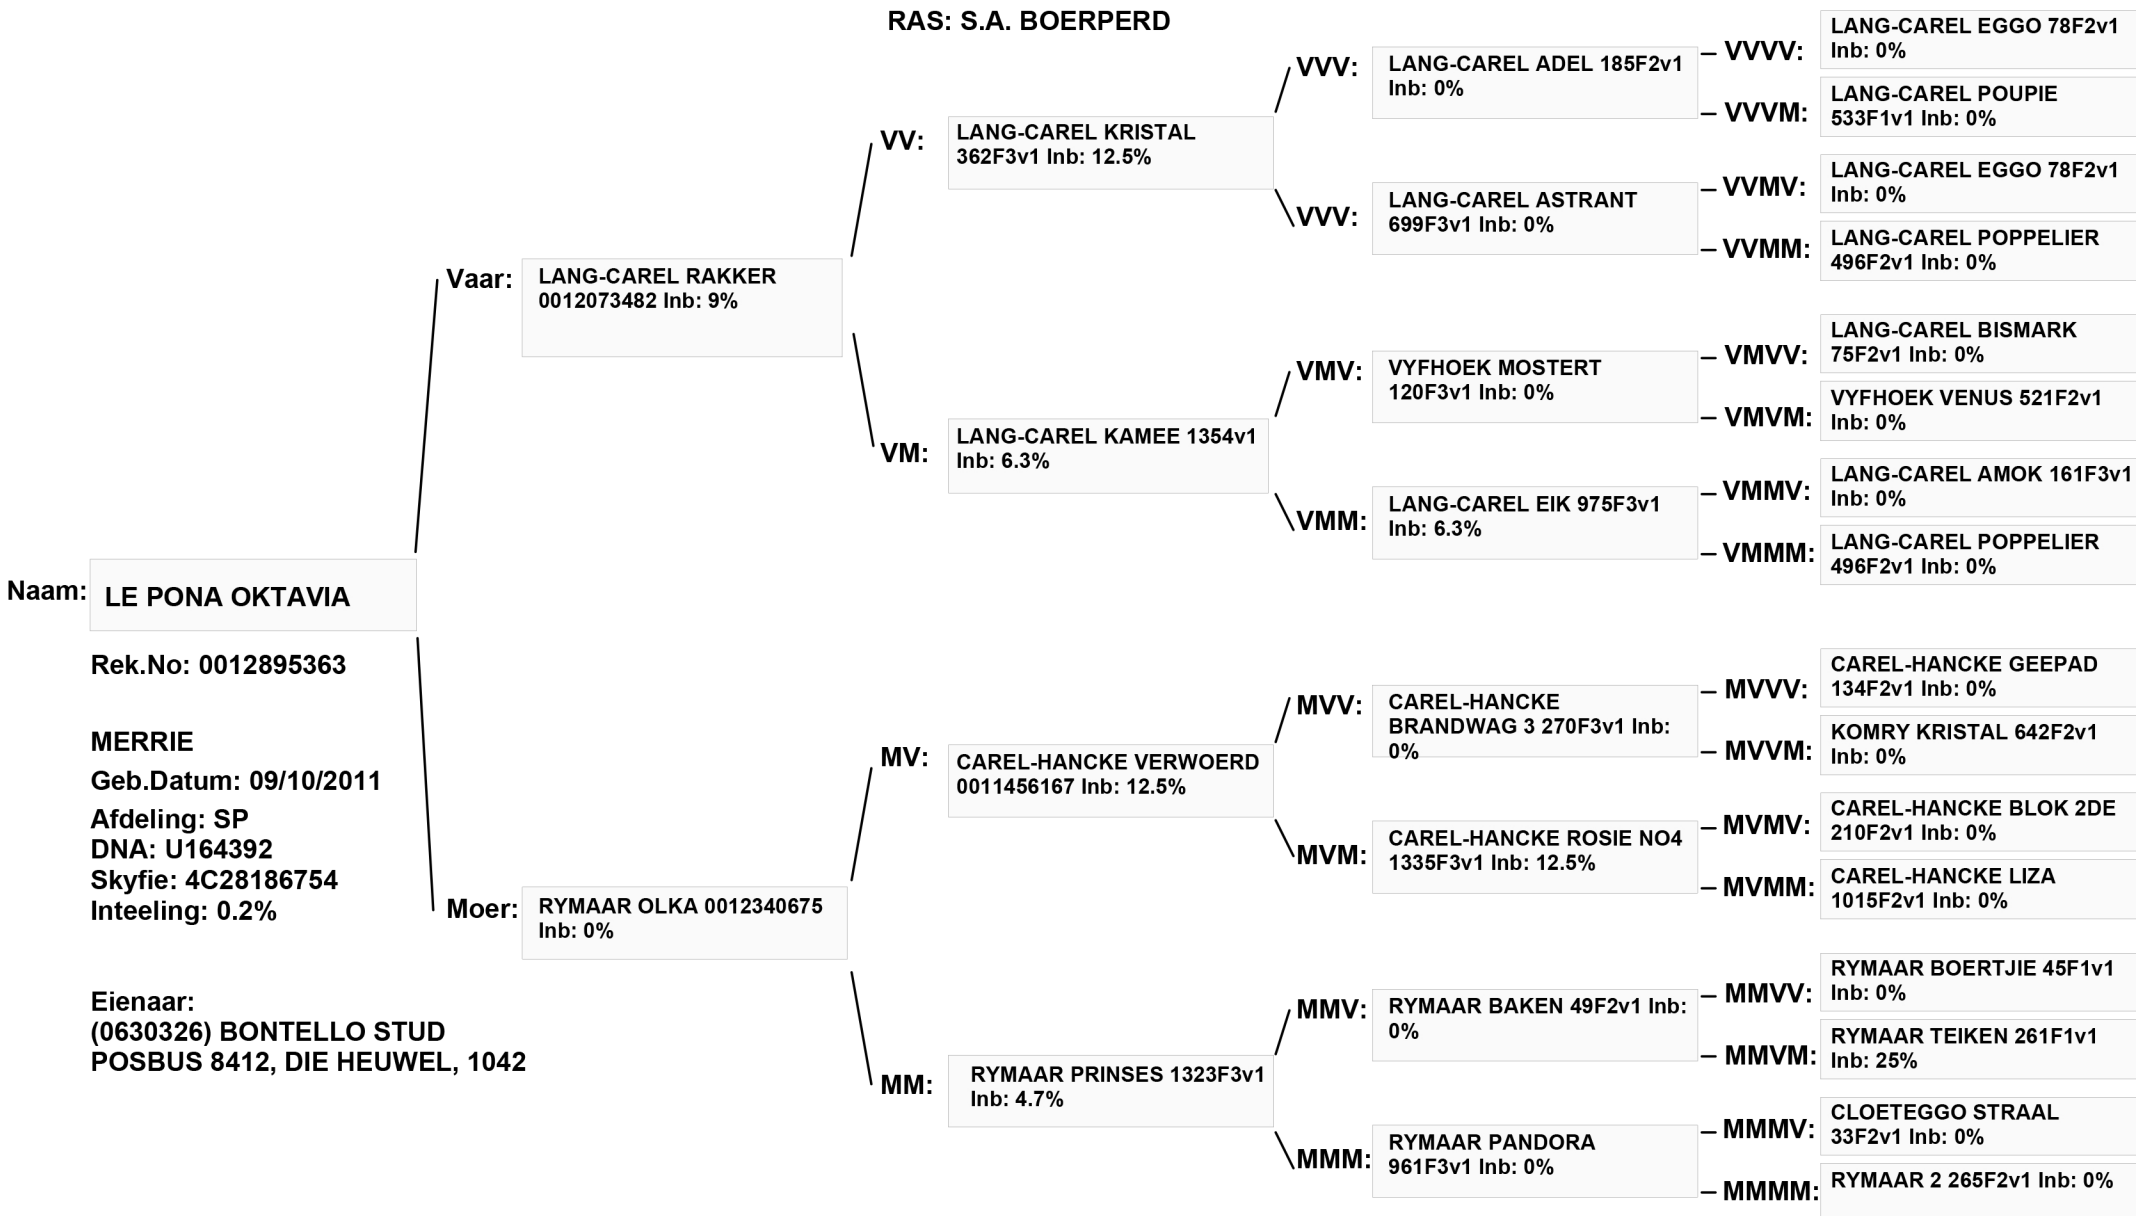 RAS: S.A. BOERPERD
Naam:
LE PONA OKTAVIA
Rek.No: 0012895363
MERRIE
Geb.Datum: 09/10/2011
Afdeling: SP
DNA: U164392
Skyfie: 4C28186754
Inteeling: 0.2%
Eienaar:
(0630326) BONTELLO STUD
POSBUS 8412, DIE HEUWEL, 1042
Vaar:
LANG-CAREL RAKKER
0012073482 Inb: 9%
Moer:
RYMAAR OLKA 0012340675
Inb: 0%
VV:
LANG-CAREL KRISTAL
362F3v1 Inb: 12.5%
VM:
LANG-CAREL KAMEE 1354v1
Inb: 6.3%
MV:
CAREL-HANCKE VERWOERD
0011456167 Inb: 12.5%
MM:
RYMAAR PRINSES 1323F3v1
Inb: 4.7%
VVV:
LANG-CAREL ADEL 185F2v1
Inb: 0%
VVV:
LANG-CAREL ASTRANT
699F3v1 Inb: 0%
VMV:
VYFHOEK MOSTERT
120F3v1 Inb: 0%
VMM:
LANG-CAREL EIK 975F3v1
Inb: 6.3%
MVV:
CAREL-HANCKE
BRANDWAG 3 270F3v1 Inb:
0%
MVM:
CAREL-HANCKE ROSIE NO4
1335F3v1 Inb: 12.5%
MMV:
RYMAAR BAKEN 49F2v1 Inb:
0%
MMM:
RYMAAR PANDORA
961F3v1 Inb: 0%
VVVV:
LANG-CAREL EGGO 78F2v1
Inb: 0%
VVVM:
LANG-CAREL POUPIE
533F1v1 Inb: 0%
VVMV:
LANG-CAREL EGGO 78F2v1
Inb: 0%
VVMM:
LANG-CAREL POPPELIER
496F2v1 Inb: 0%
VMVV:
LANG-CAREL BISMARK
75F2v1 Inb: 0%
VMVM:
VYFHOEK VENUS 521F2v1
Inb: 0%
VMMV:
LANG-CAREL AMOK 161F3v1
Inb: 0%
VMMM:
LANG-CAREL POPPELIER
496F2v1 Inb: 0%
MVVV:
CAREL-HANCKE GEEPAD
134F2v1 Inb: 0%
MVVM:
KOMRY KRISTAL 642F2v1
Inb: 0%
MVMV:
CAREL-HANCKE BLOK 2DE
210F2v1 Inb: 0%
MVMM:
CAREL-HANCKE LIZA
1015F2v1 Inb: 0%
MMVV:
RYMAAR BOERTJIE 45F1v1
Inb: 0%
MMVM:
RYMAAR TEIKEN 261F1v1
Inb: 25%
MMMV:
CLOETEGGO STRAAL
33F2v1 Inb: 0%
MMMM:
RYMAAR 2 265F2v1 Inb: 0%